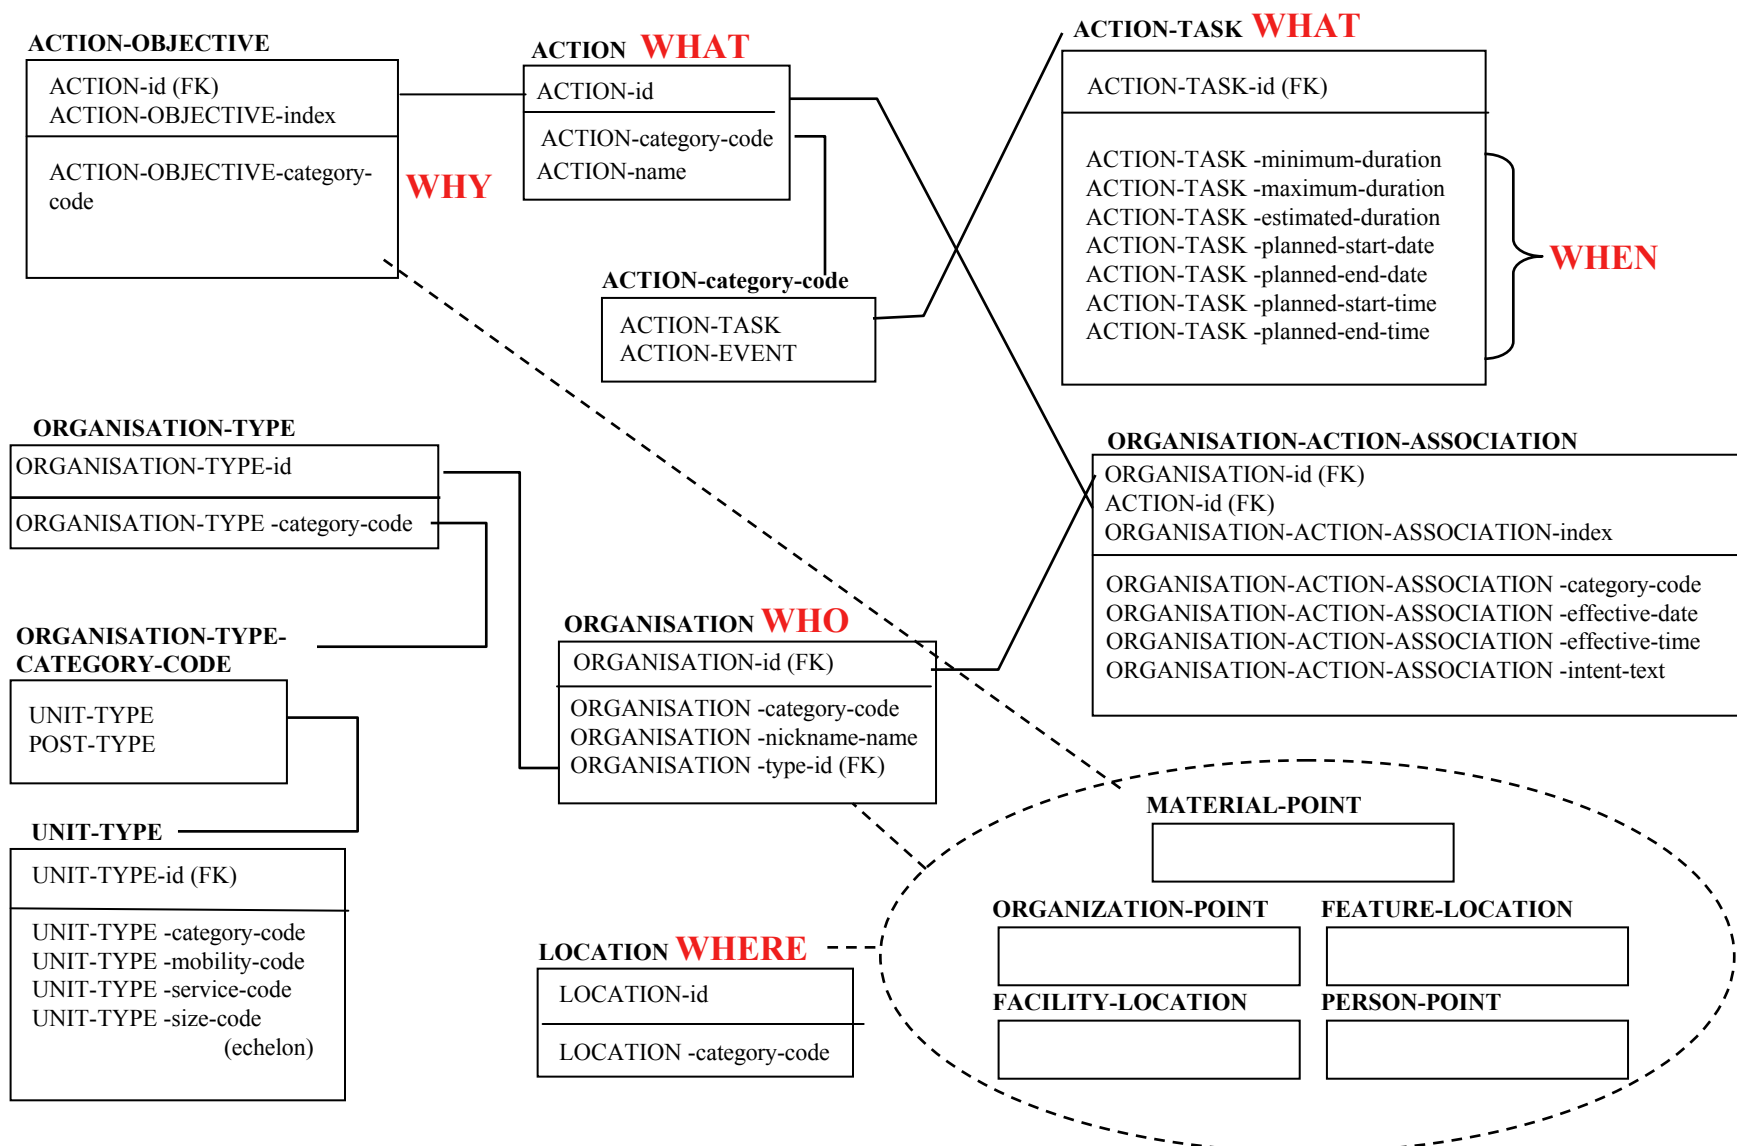 ACTION-OBJECTIVE
ACTION-id (FK)
ACTION-OBJECTIVE-index
ACTION-OBJECTIVE-category-
code
WHY
ACTION WHAT
ACTION-id
ACTION-category-code
ACTION-name
ACTION-category-code
ACTION-TASK
ACTION-EVENT
ACTION-TASK WHAT
ACTION-TASK-id (FK)
ACTION-TASK -minimum-duration
ACTION-TASK -maximum-duration
ACTION-TASK -estimated-duration
ACTION-TASK -planned-start-date
ACTION-TASK -planned-end-date
ACTION-TASK -planned-start-time
ACTION-TASK -planned-end-time
WHEN
ORGANISATION-TYPE
ORGANISATION-TYPE-id
ORGANISATION-TYPE -category-code
ORGANISATION-TYPE-
CATEGORY-CODE
UNIT-TYPE
POST-TYPE
UNIT-TYPE
UNIT-TYPE-id (FK)
UNIT-TYPE -category-code
UNIT-TYPE -mobility-code
UNIT-TYPE -service-code
UNIT-TYPE -size-code
(echelon)
ORGANISATION WHO
ORGANISATION-id (FK)
ORGANISATION -category-code
ORGANISATION -nickname-name
ORGANISATION -type-id (FK)
ORGANISATION-ACTION-ASSOCIATION
ORGANISATION-id (FK)
ACTION-id (FK)
ORGANISATION-ACTION-ASSOCIATION-index
ORGANISATION-ACTION-ASSOCIATION -category-code
ORGANISATION-ACTION-ASSOCIATION -effective-date
ORGANISATION-ACTION-ASSOCIATION -effective-time
ORGANISATION-ACTION-ASSOCIATION -intent-text
LOCATION WHERE
LOCATION-id
LOCATION -category-code
MATERIAL-POINT
ORGANIZATION-POINT
FEATURE-LOCATION
FACILITY-LOCATION
PERSON-POINT